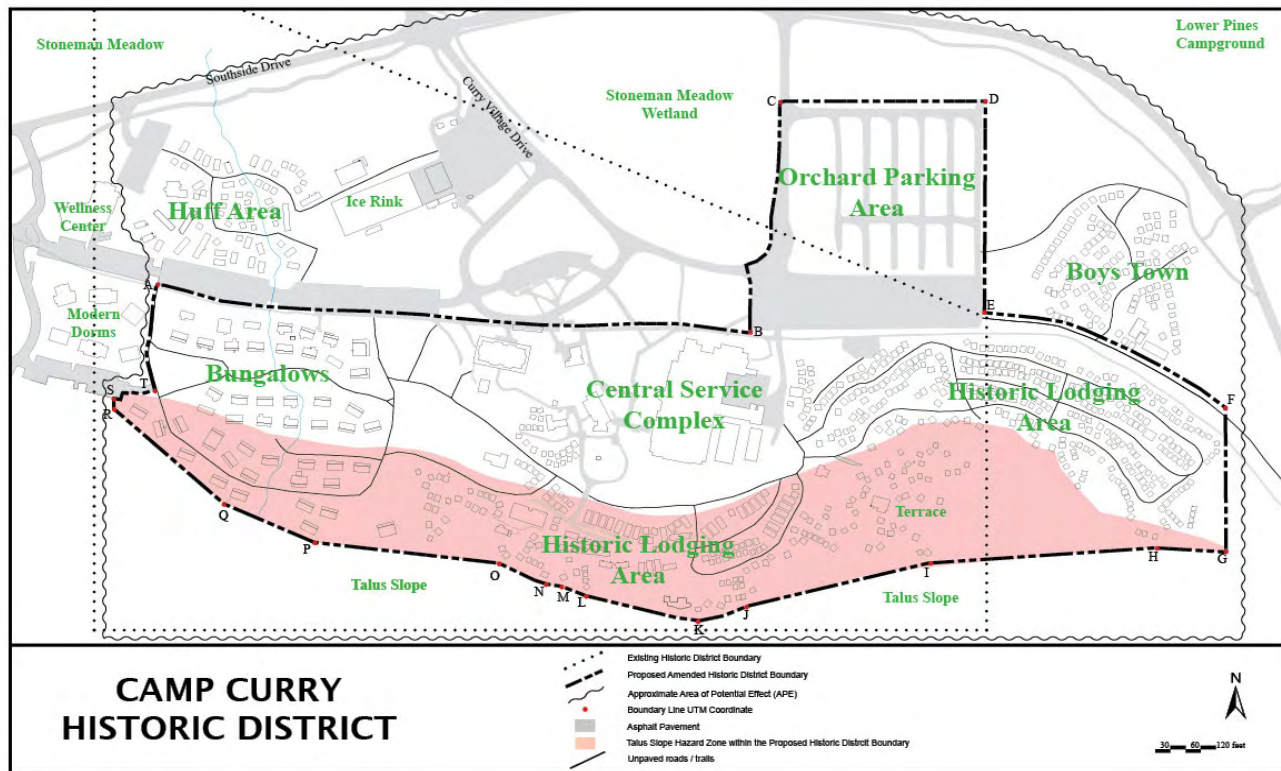 Stoneman Meadow
Lower Pines
Campground
Southside Drive
Curry Village Drive
Stoneman Meadow
Wetland
C
D
Orchard Parking
Area
Wellness
Center
Huff Area
Ice Rink
Boys Town
A
Modern
Dorms
B
E
Bungalows
Central Service
Complex
Historic Lodging
Area
S
T
R
F
Q
Terrace
P
Historic Lodging
Area
O
N
M
L
K
J
I
H
G
Talus Slope
Talus Slope
CAMP CURRY
HISTORIC DISTRICT
Existing Historic District Boundary
Proposed Amended Historic District Boundary
Approximate Area of Potential Effect (APE)
Boundary Line UTM Coordinate
Asphalt Pavement
Talus Slope Hazard Zone within the Proposed Historic Distrcit Boundary
Unpaved roads / trails
N
30 60 120 feet